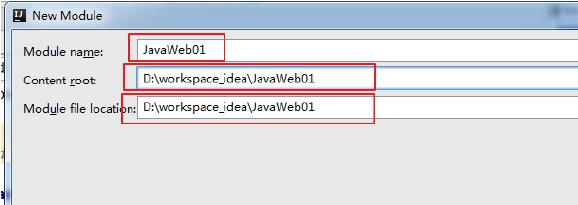 New Module
Module name: JavaWeb01
Content root: D:\workspace_idea\JavaWeb01
Module file location: D:\workspace_idea\JavaWeb01